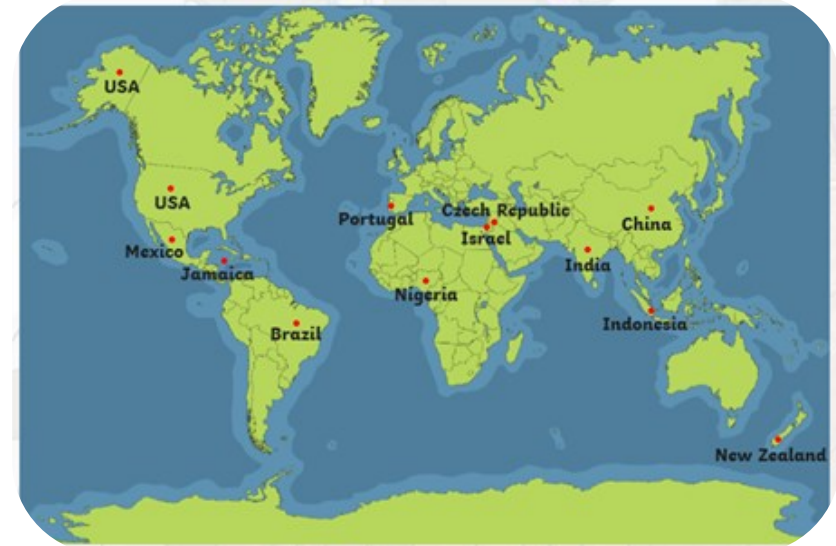 USA
USA
Portugal
Czech Republic
China
Israel
Mexico
India
Jamaica
Nigeria
Indonesia
Brazil
New Zealand